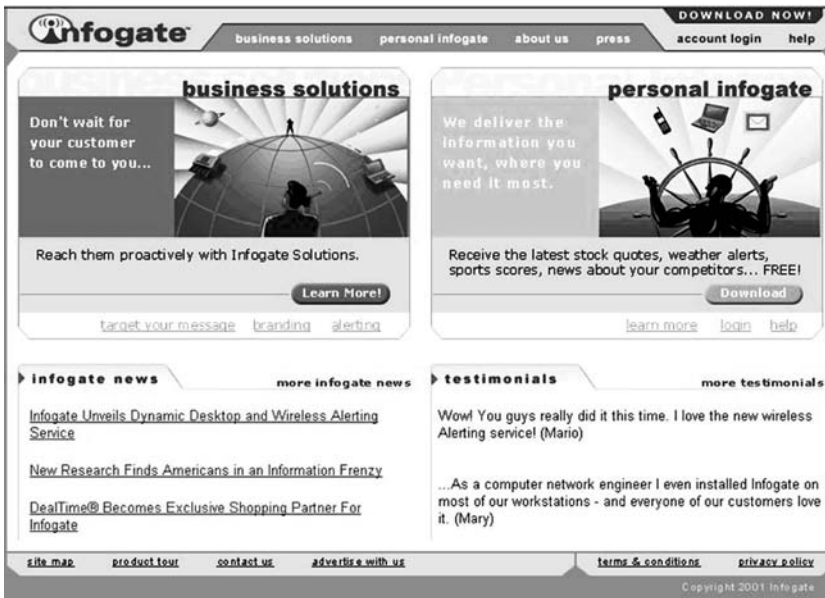 DOWNLOAD NOW!
infogate
business solutions personal infogate about us press account login help
business solutions
Don't wait for
your customer
to come to you...
Reach them proactively with Infogate Solutions.
Learn More!
target your message branding alerting
personal infogate
We deliver the
information you
want, where you
need it most.
Receive the latest stock quotes, weather alerts,
sports scores, news about your competitors... FREE!
Download
learn more login help
infogate news
more infogate news
Infogate Unveils Dynamic Desktop and Wireless Alerting
Service
New Research Finds Americans in an Information Frenzy
DealTime® Becomes Exclusive Shopping Partner For
Infogate
testimonials
more testimonials
Wow! You guys really did it this time. I love the new wireless
Alerting service! (Mario)
...As a computer network engineer I even installed Infogate on
most of our workstations - and everyone of our customers love
it. (Mary)
site map product tour contact us advertise with us terms & conditions privacy policy
Copyright 2001 Infogate